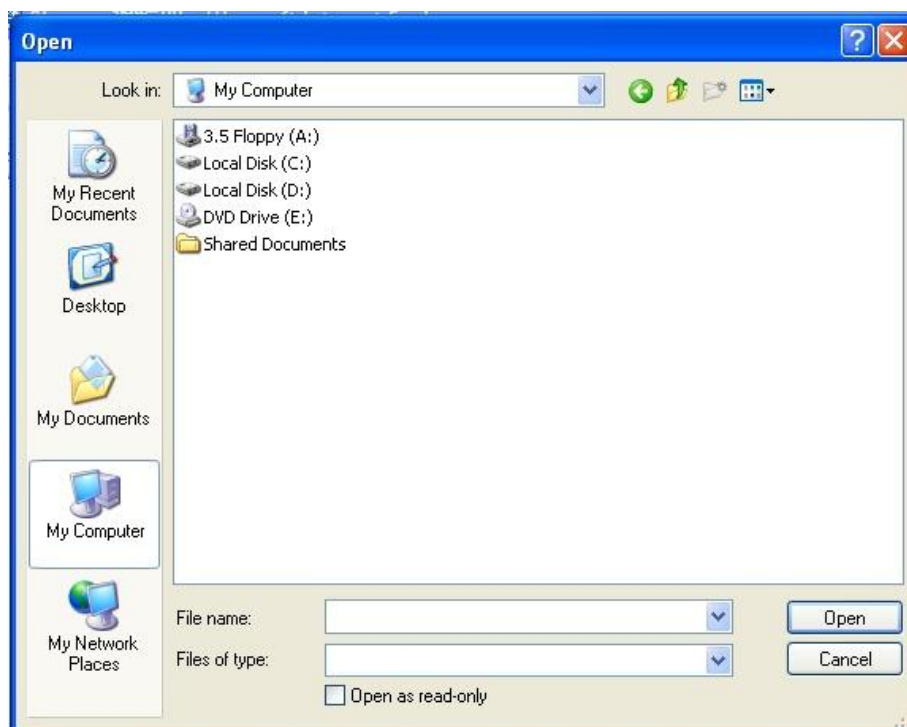 Open
Look in:
My Computer
3.5 Floppy (A:)
Local Disk (C:)
Local Disk (D:)
DVD Drive (E:)
Shared Documents
My Recent
Documents
Desktop
My Documents
My Computer
My Network
Places
File name:
Open
Files of type:
Cancel
Open as read-only